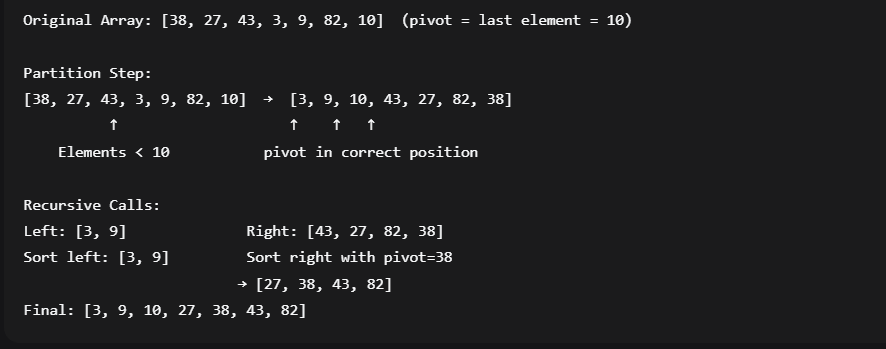 Original Array: [38, 27, 43, 3, 9, 82, 10]  (pivot = last element = 10)
Partition Step:
[38, 27, 43, 3, 9, 82, 10]  →  [3, 9, 10, 43, 27, 82, 38]
↑ ↑ ↑ ↑
Elements < 10 pivot in correct position
Recursive Calls:
Left: [3, 9] Right: [43, 27, 82, 38]
Sort left: [3, 9] Sort right with pivot=38
→ [27, 38, 43, 82]
Final: [3, 9, 10, 27, 38, 43, 82]